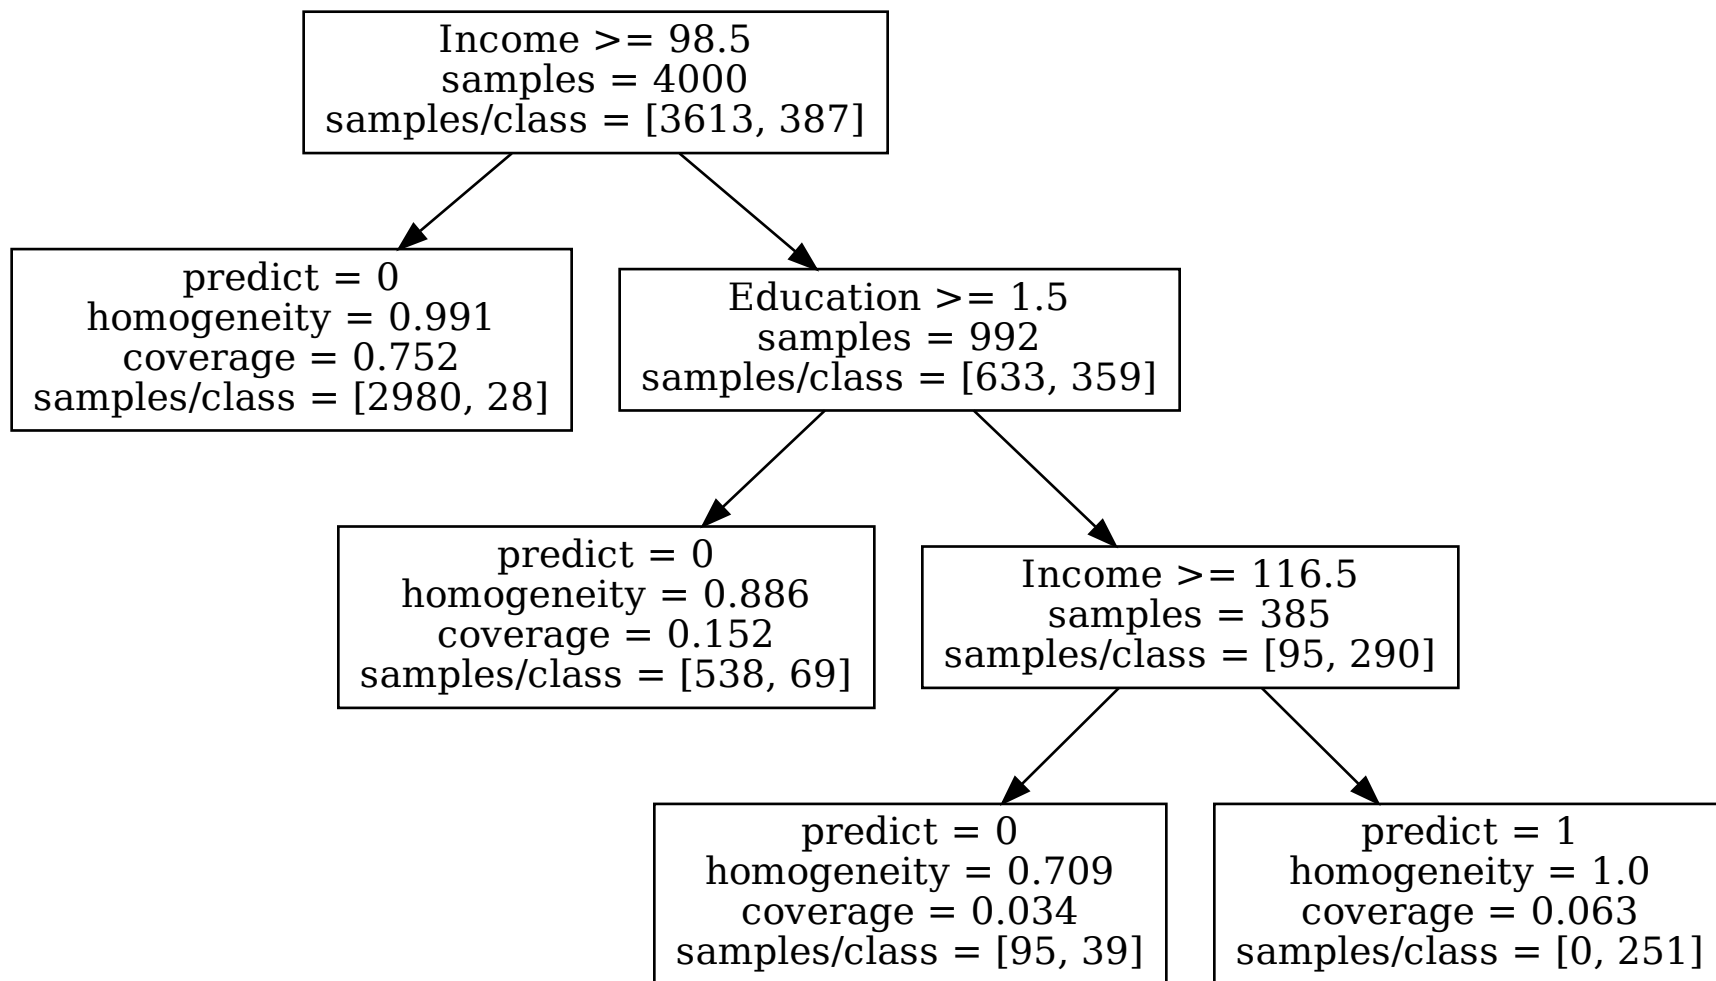 Income >= 98.5
samples = 4000
samples/class = [3613, 387]
predict = 0
homogeneity = 0.991
coverage = 0.752
samples/class = [2980, 28]
Education >= 1.5
samples = 992
samples/class = [633, 359]
predict = 0
homogeneity = 0.886
coverage = 0.152
samples/class = [538, 69]
Income >= 116.5
samples = 385
samples/class = [95, 290]
predict = 0
homogeneity = 0.709
coverage = 0.034
samples/class = [95, 39]
predict = 1
homogeneity = 1.0
coverage = 0.063
samples/class = [0, 251]